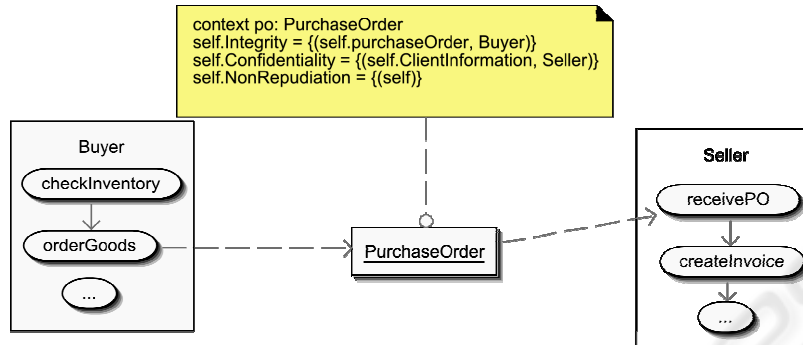 context po: PurchaseOrder
self.Integrity = {(self.purchaseOrder, Buyer)}
self.Confidentiality = {(self.ClientInformation, Seller)}
self.NonRepudiation = {(self)}
Buyer
checkInventory
orderGoods
...
PurchaseOrder
Seller
receivePO
createInvoice
...